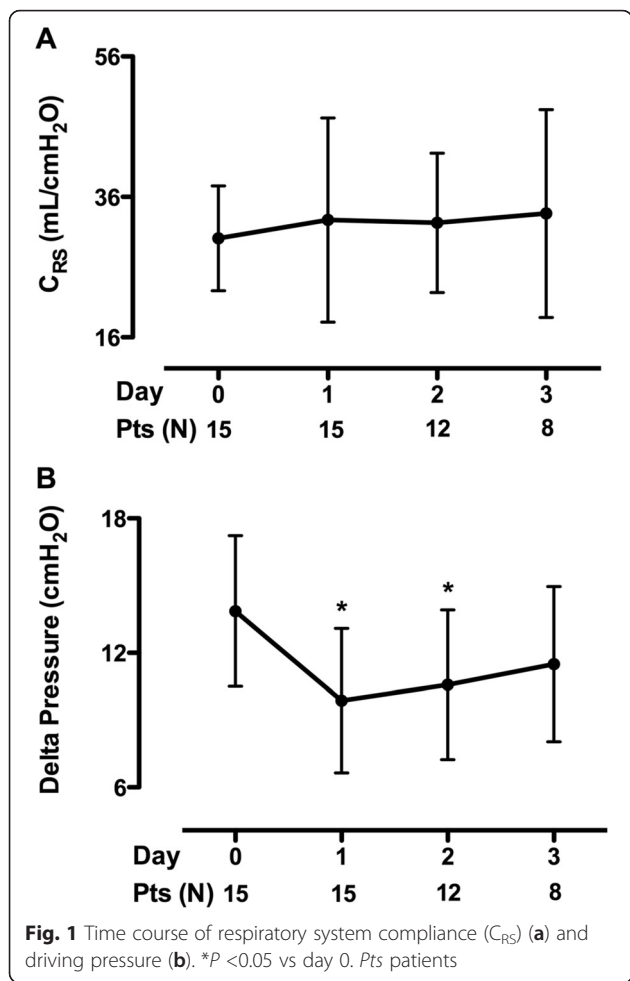 A
56
36
16
C_RS (mL/cmH₂O)
Day 0 1 2 3
Pts (N) 15 15 12 8
B
18
12
6
Delta Pressure (cmH₂O)
* *
Day 0 1 2 3
Pts (N) 15 15 12 8
Fig. 1 Time course of respiratory system compliance (C_RS) (a) and
driving pressure (b). *P <0.05 vs day 0. Pts patients